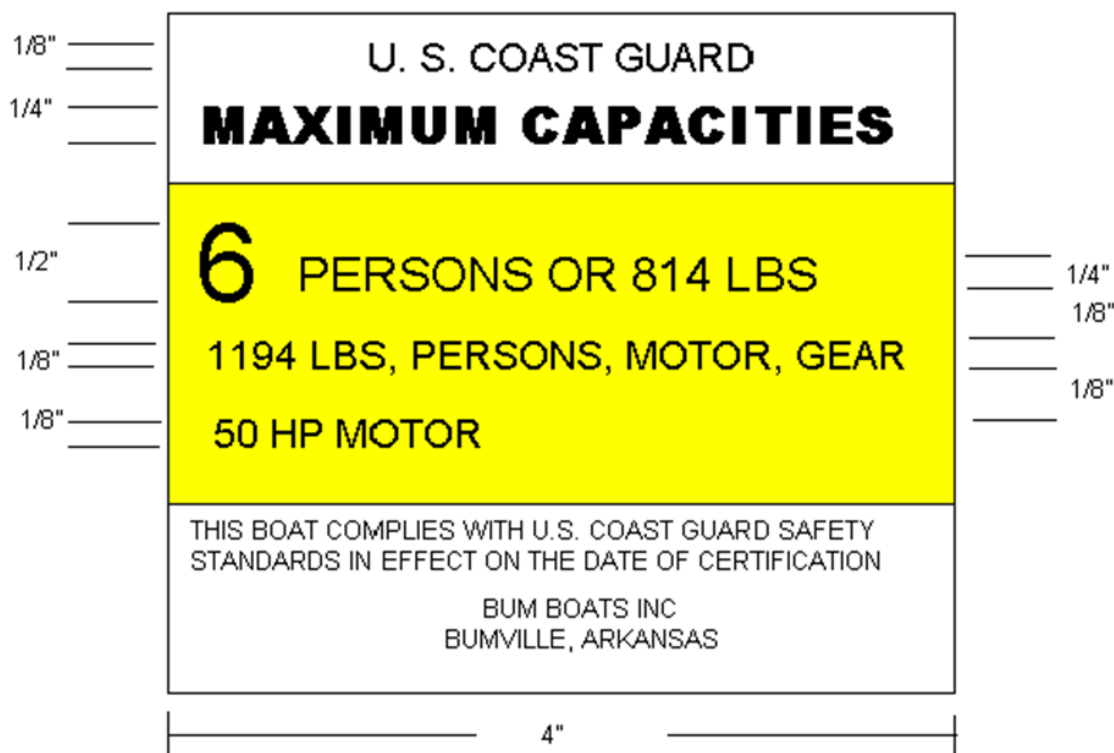 1/8"
U. S. COAST GUARD
1/4"
MAXIMUM CAPACITIES
1/2"
6 PERSONS OR 814 LBS
1/4"
1/8"
1/8"
1194 LBS, PERSONS, MOTOR, GEAR
1/8"
1/8"
50 HP MOTOR
THIS BOAT COMPLIES WITH U.S. COAST GUARD SAFETY
STANDARDS IN EFFECT ON THE DATE OF CERTIFICATION
BUM BOATS INC
BUMVILLE, ARKANSAS
4"